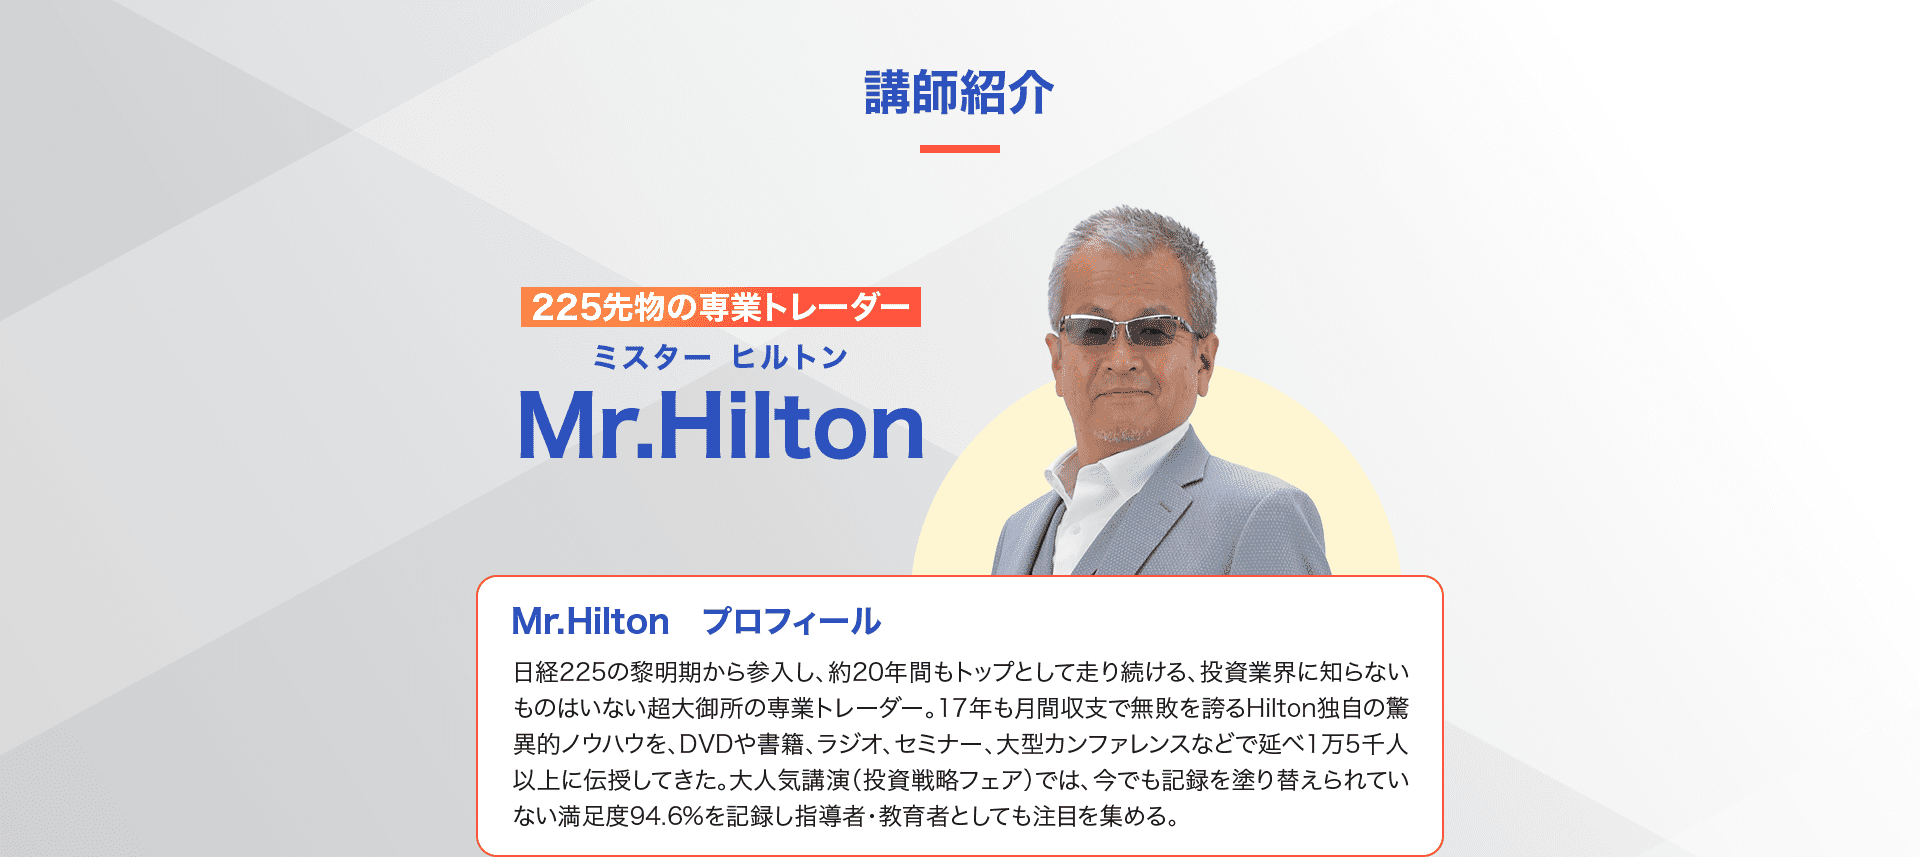 講師紹介
225先物の専業トレーダー
ミスター ヒルトン
Mr.Hilton
Mr.Hilton　プロフィール
日経225の黎明期から参入し、約20年間もトップとして走り続ける、投資業界に知らない
ものはいない超大御所の専業トレーダー。17年も月間収支で無敗を誇るHilton独自の驚
異的ノウハウを、DVDや書籍、ラジオ、セミナー、大型カンファレンスなどで延べ1万5千人
以上に伝授してきた。大人気講演（投資戦略フェア）では、今でも記録を塗り替えられてい
ない満足度94.6%を記録し指導者・教育者としても注目を集める。